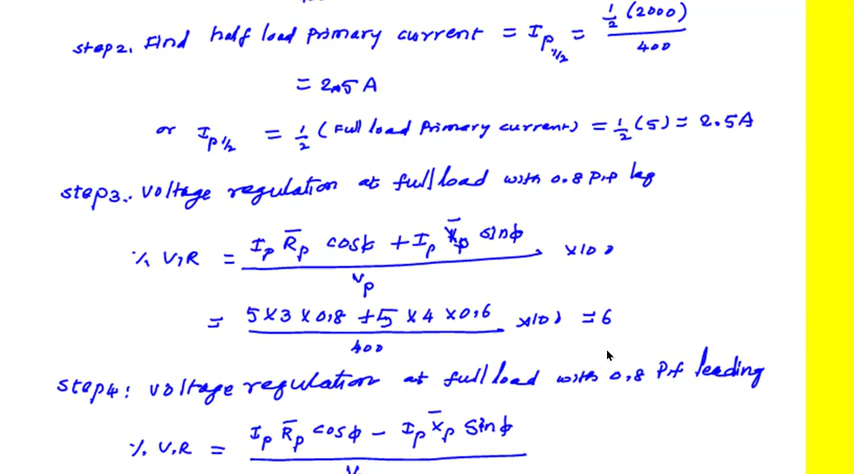 step2. Find half load primary current = I_p1/2 = 1/2 (2000) / 400
= 2.5 A
or I_p1/2 = 1/2 (Full load Primary current) = 1/2 (5) = 2.5A
step3. Voltage regulation at full load with 0.8 P.f lag
% V.R = I_p R̄_p cosϕ + I_p X̄_p sinϕ / V_p ×100
= 5×3×0.8 + 5×4×0.6 / 400 ×100 = 6
step4: Voltage regulation at full load with 0.8 P.f leading
% V.R = I_p R̄_p cosϕ - I_p X̄_p sinϕ